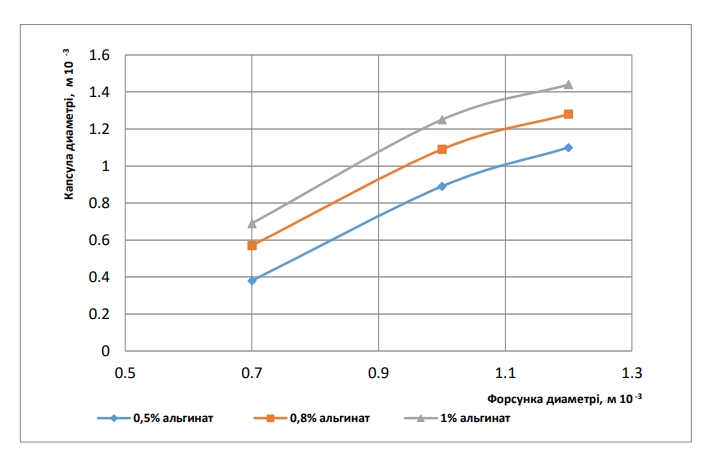 Капсула диаметрі, м 10 -3
1.6
1.4
1.2
1
0.8
0.6
0.4
0.2
0
0.5 0.7 0.9 1.1 1.3
Форсунка диаметрі, м 10 -3
0,5% альгинат 0,8% альгинат 1% альгинат